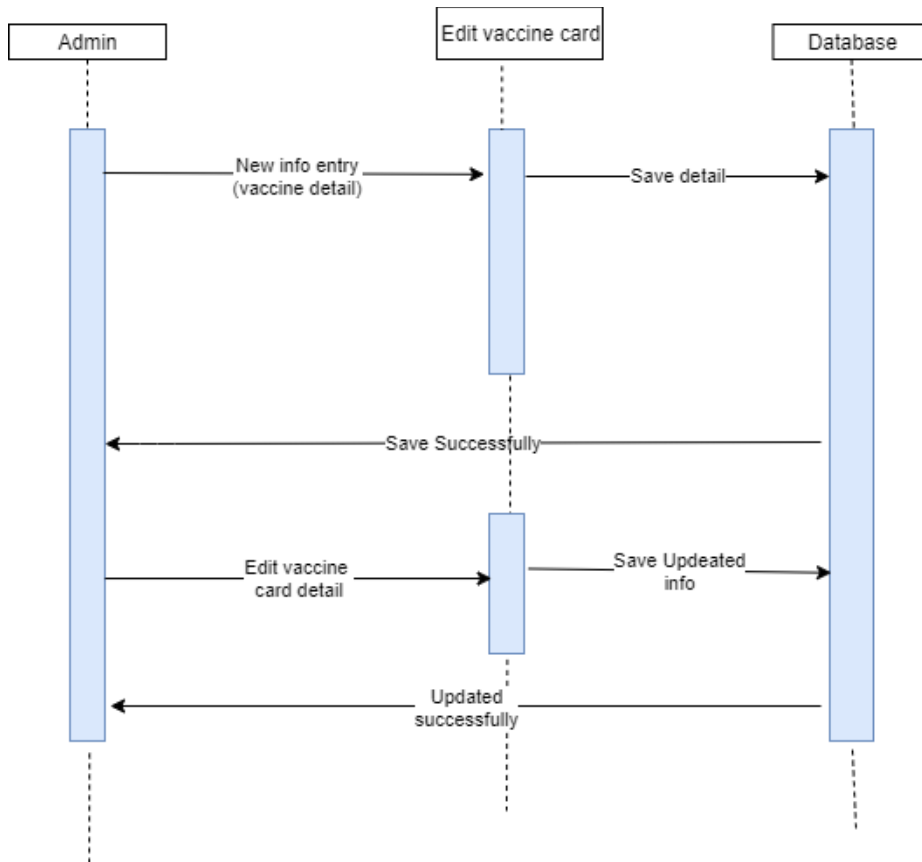 Admin
Edit vaccine card
Database
New info entry
(vaccine detail)
Save detail
Save Successfully
Edit vaccine
card detail
Save Updeated
info
Updated
successfully